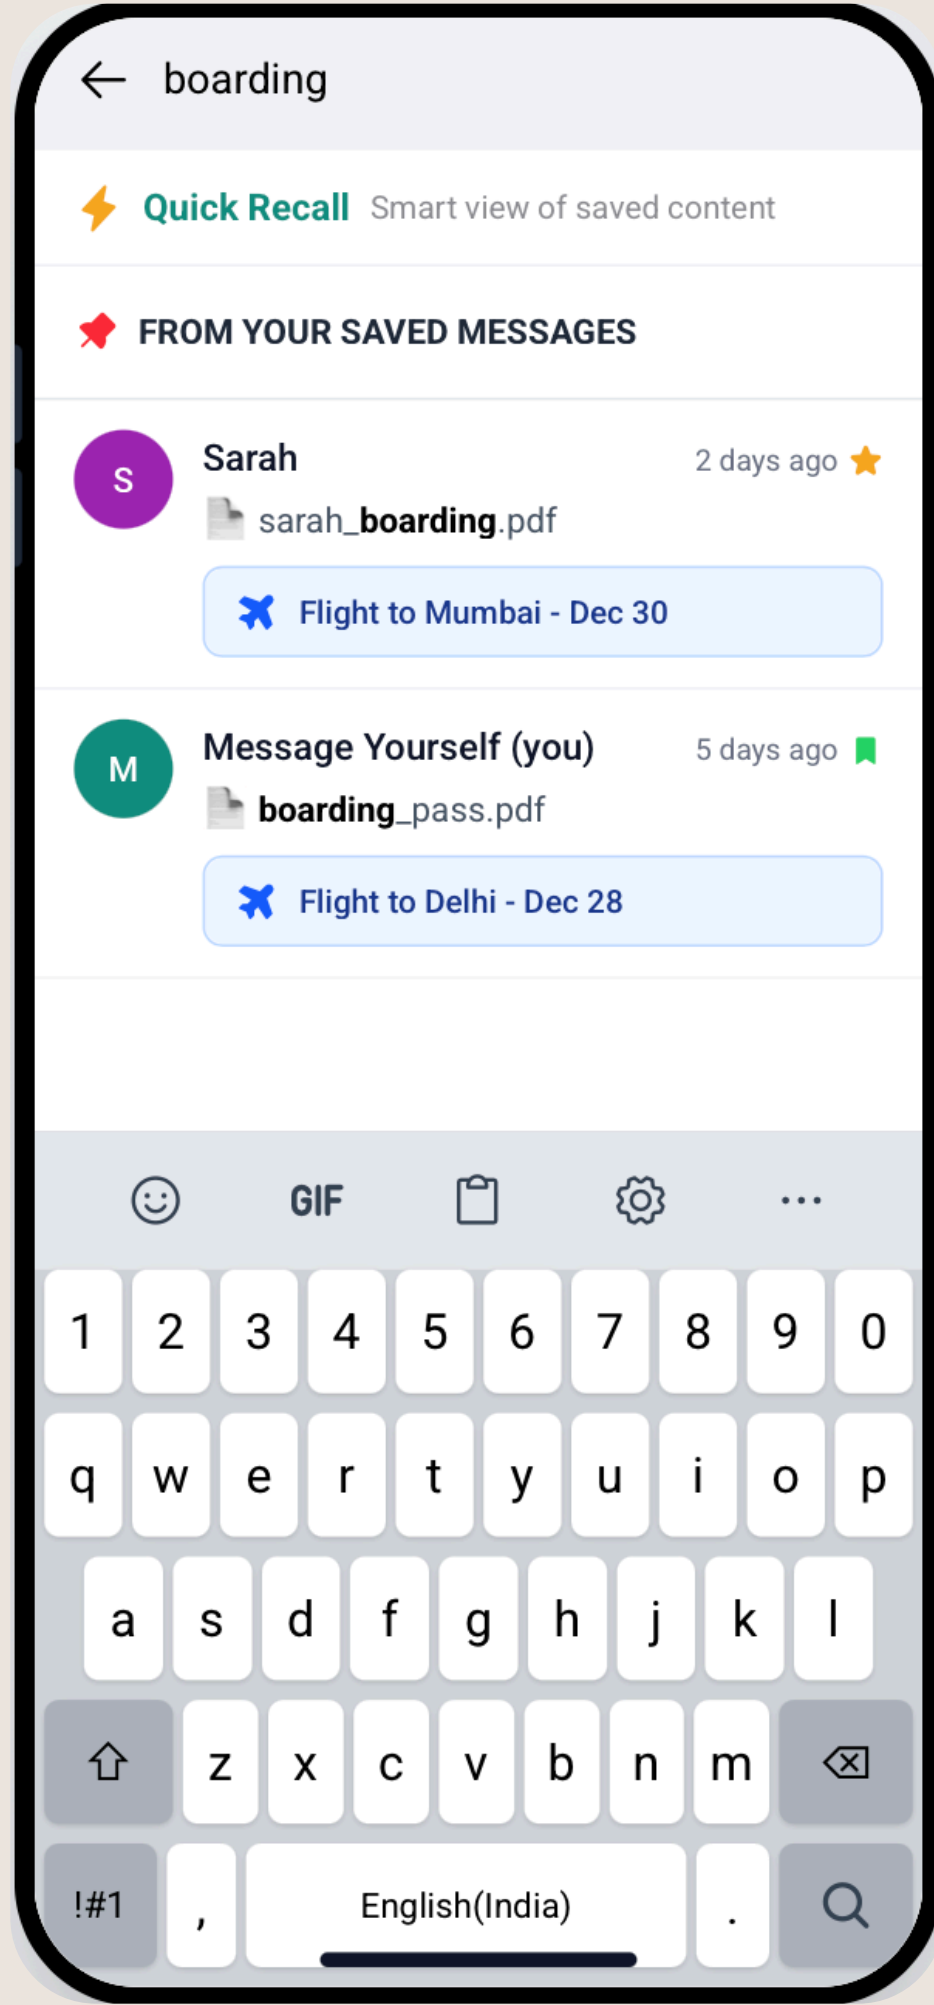 boarding
Quick Recall Smart view of saved content
FROM YOUR SAVED MESSAGES
S
Sarah 2 days ago
sarah_boarding.pdf
Flight to Mumbai - Dec 30
M
Message Yourself (you) 5 days ago
boarding_pass.pdf
Flight to Delhi - Dec 28
GIF
1 2 3 4 5 6 7 8 9 0
q w e r t y u i o p
a s d f g h j k l
z x c v b n m
!#1 , English(India) .